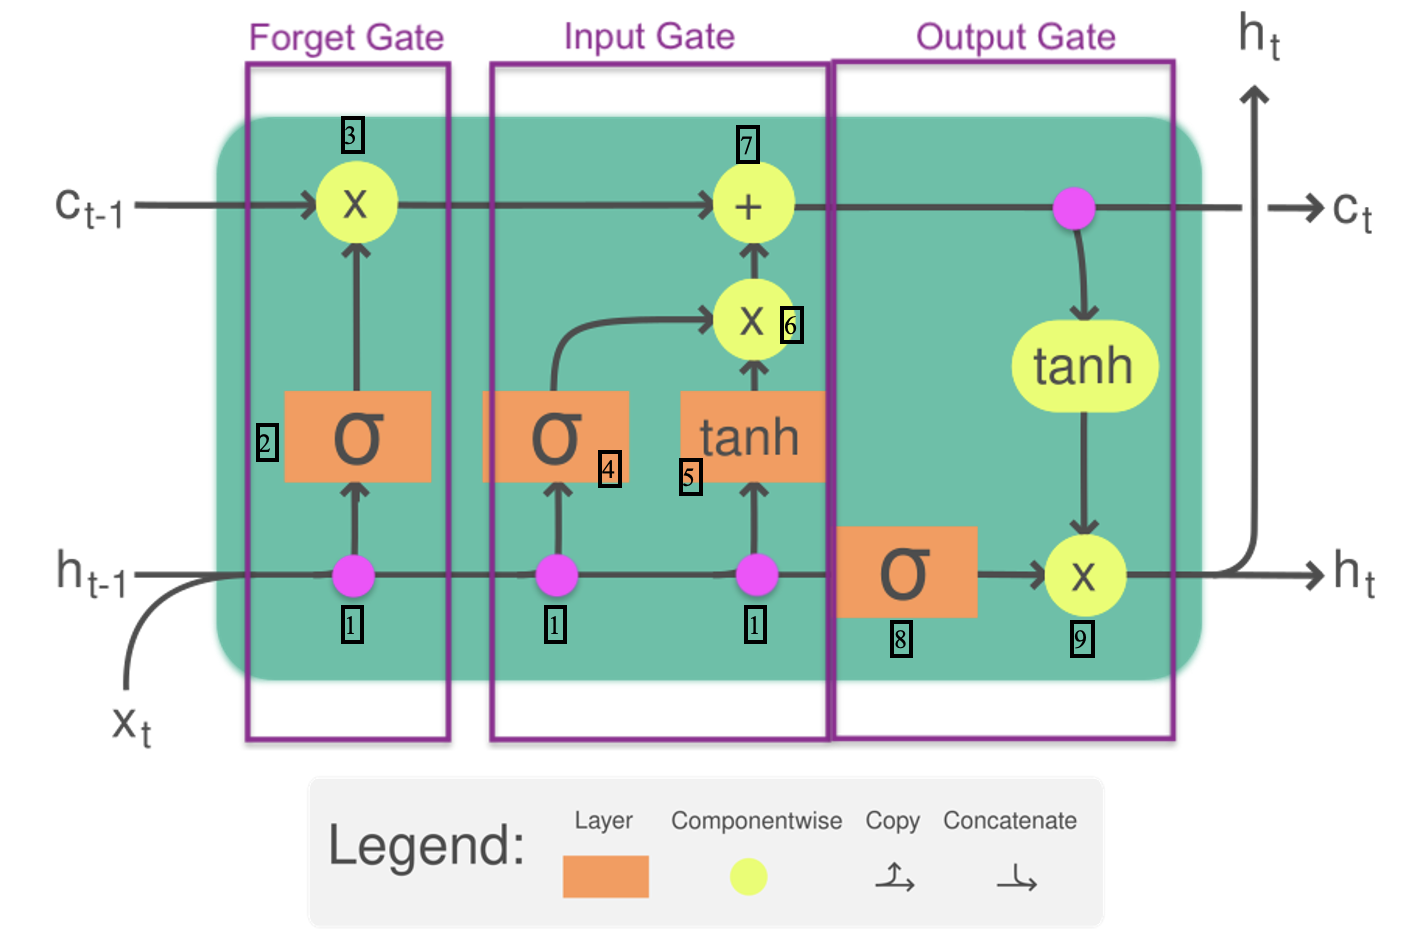 Forget Gate
Input Gate
Output Gate
h_t
3
7
c_{t-1}
x
+
c_t
x
6
tanh
2
σ
σ
4
tanh
5
h_{t-1}
σ
x
h_t
1
1
1
8
9
x_t
Legend:
Layer
Componentwise
Copy
Concatenate